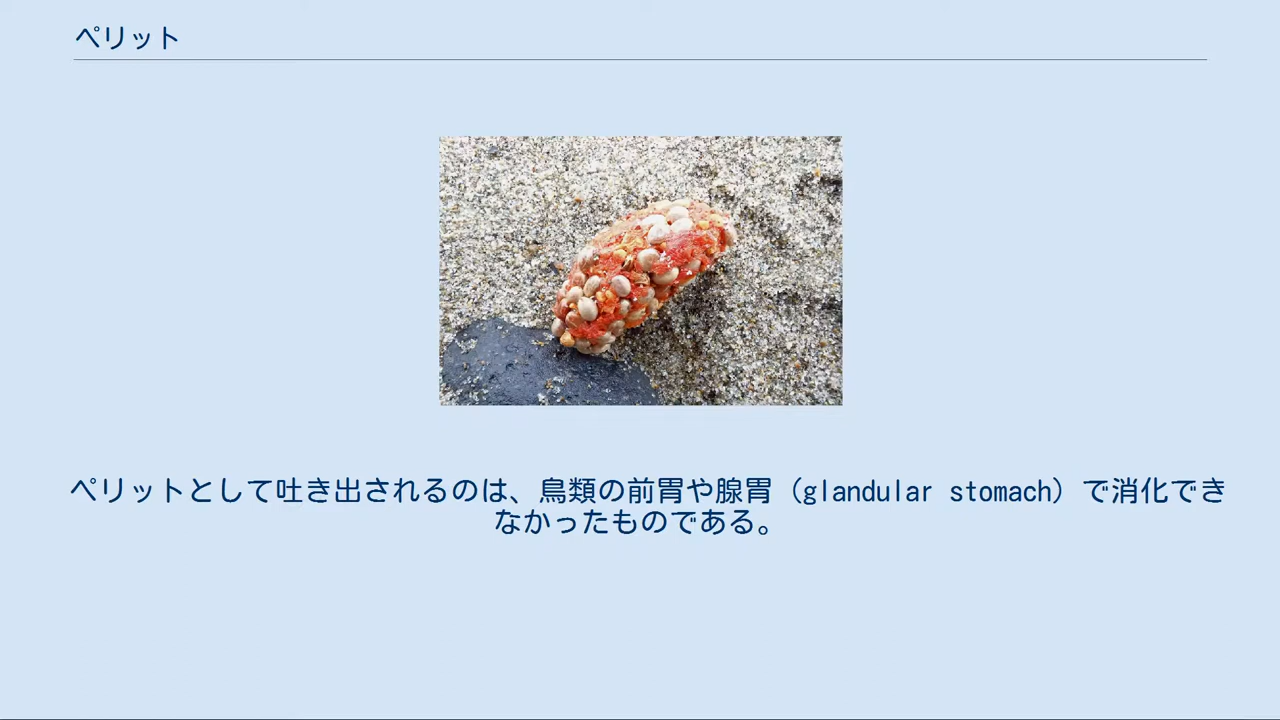 ペリット
ペリットとして吐き出されるのは、鳥類の前胃や腺胃（glandular stomach）で消化でき
なかったものである。